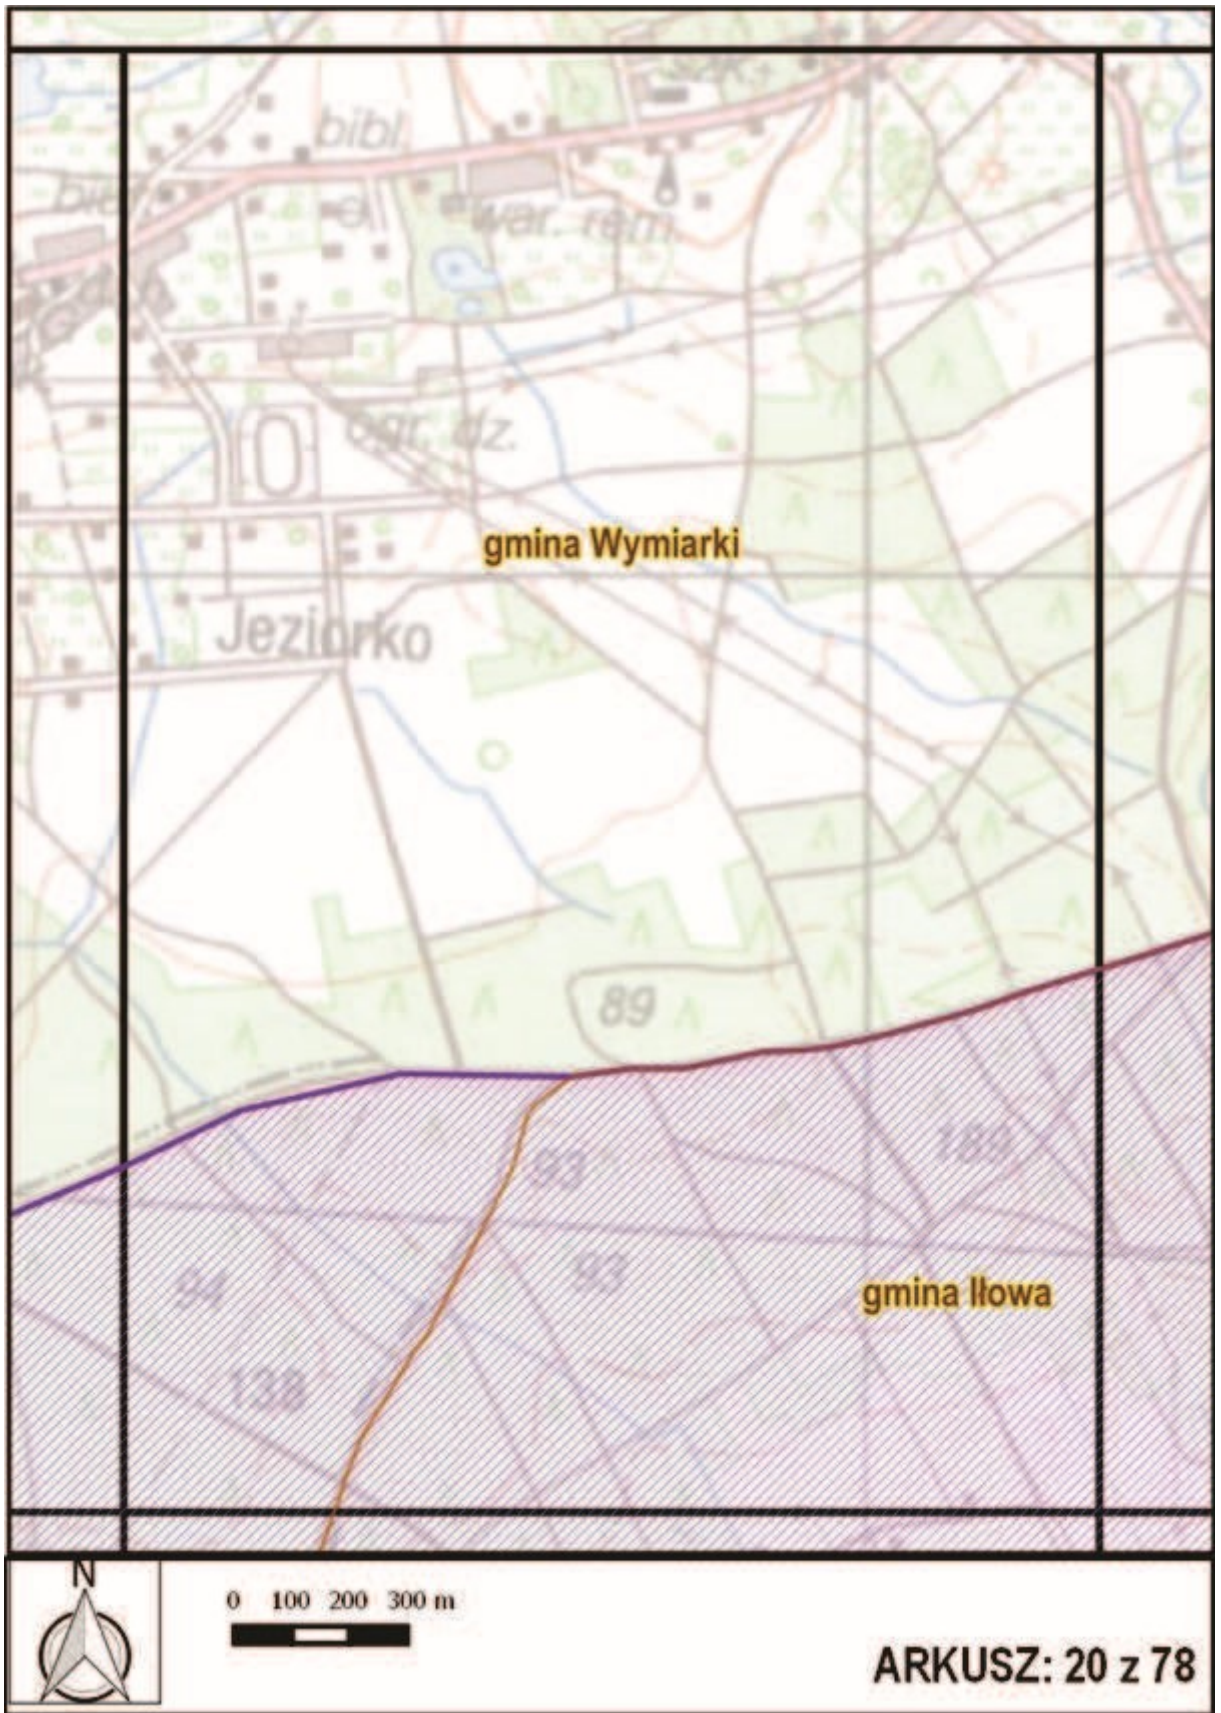 szk.
bibl.
war. rem.
ogr. dz.
gmina Wymiarki
Jeziorko
89
93
189
93
94
gmina Iłowa
138
N
0 100 200 300 m
ARKUSZ: 20 z 78